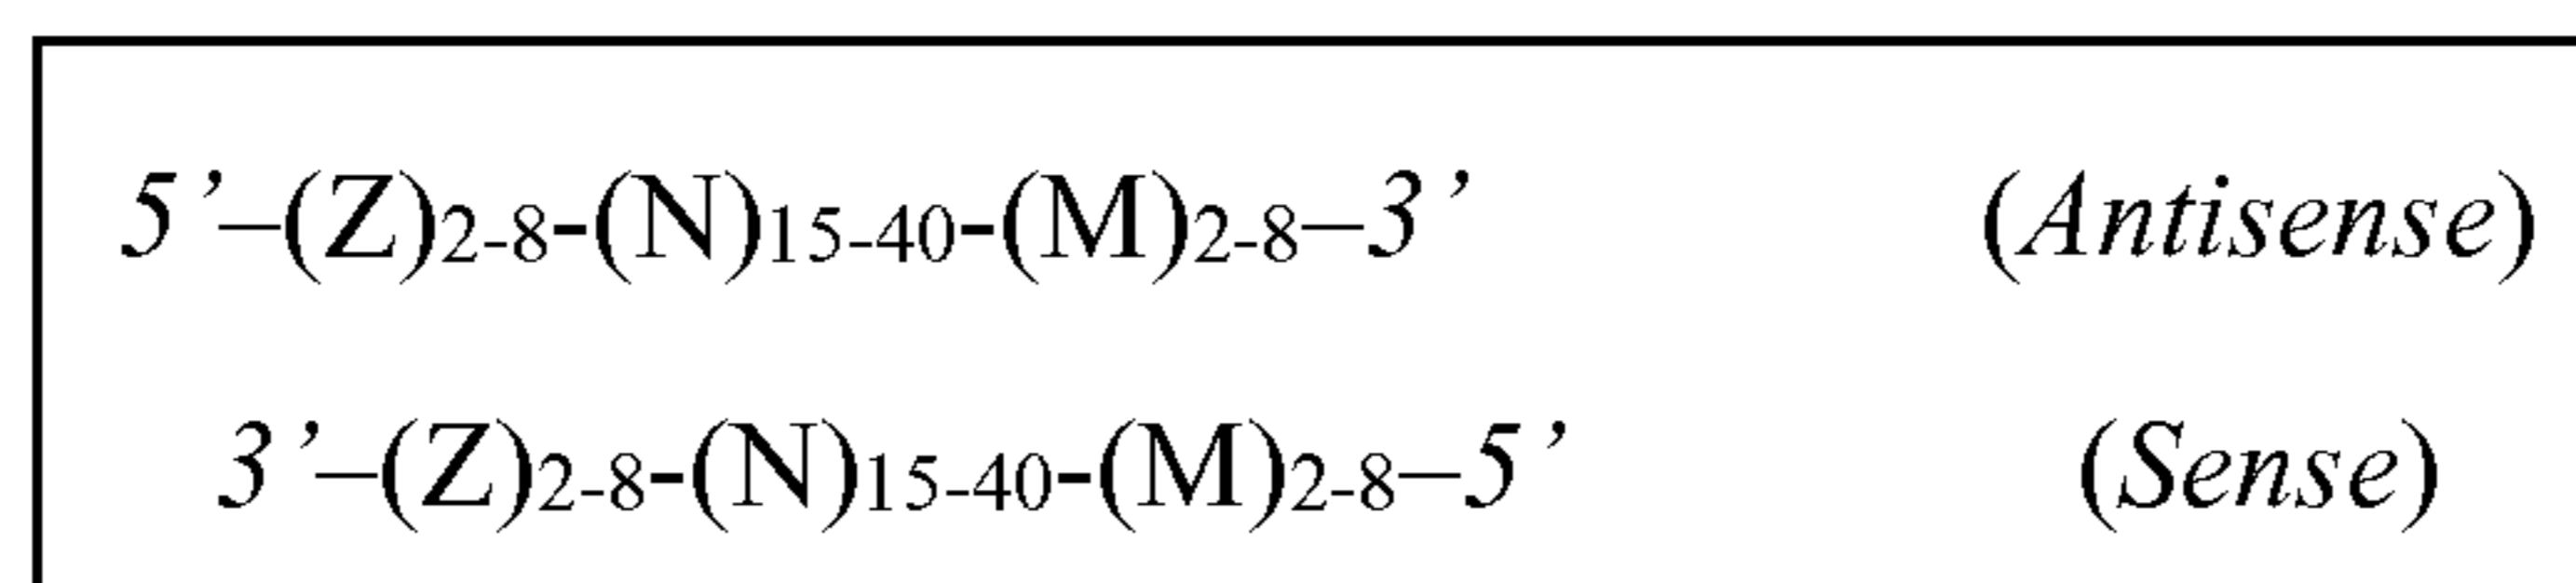 5’–(Z)2-8-(N)15-40-(M)2-8–3’ (Antisense)
3’–(Z)2-8-(N)15-40-(M)2-8–5’ (Sense)